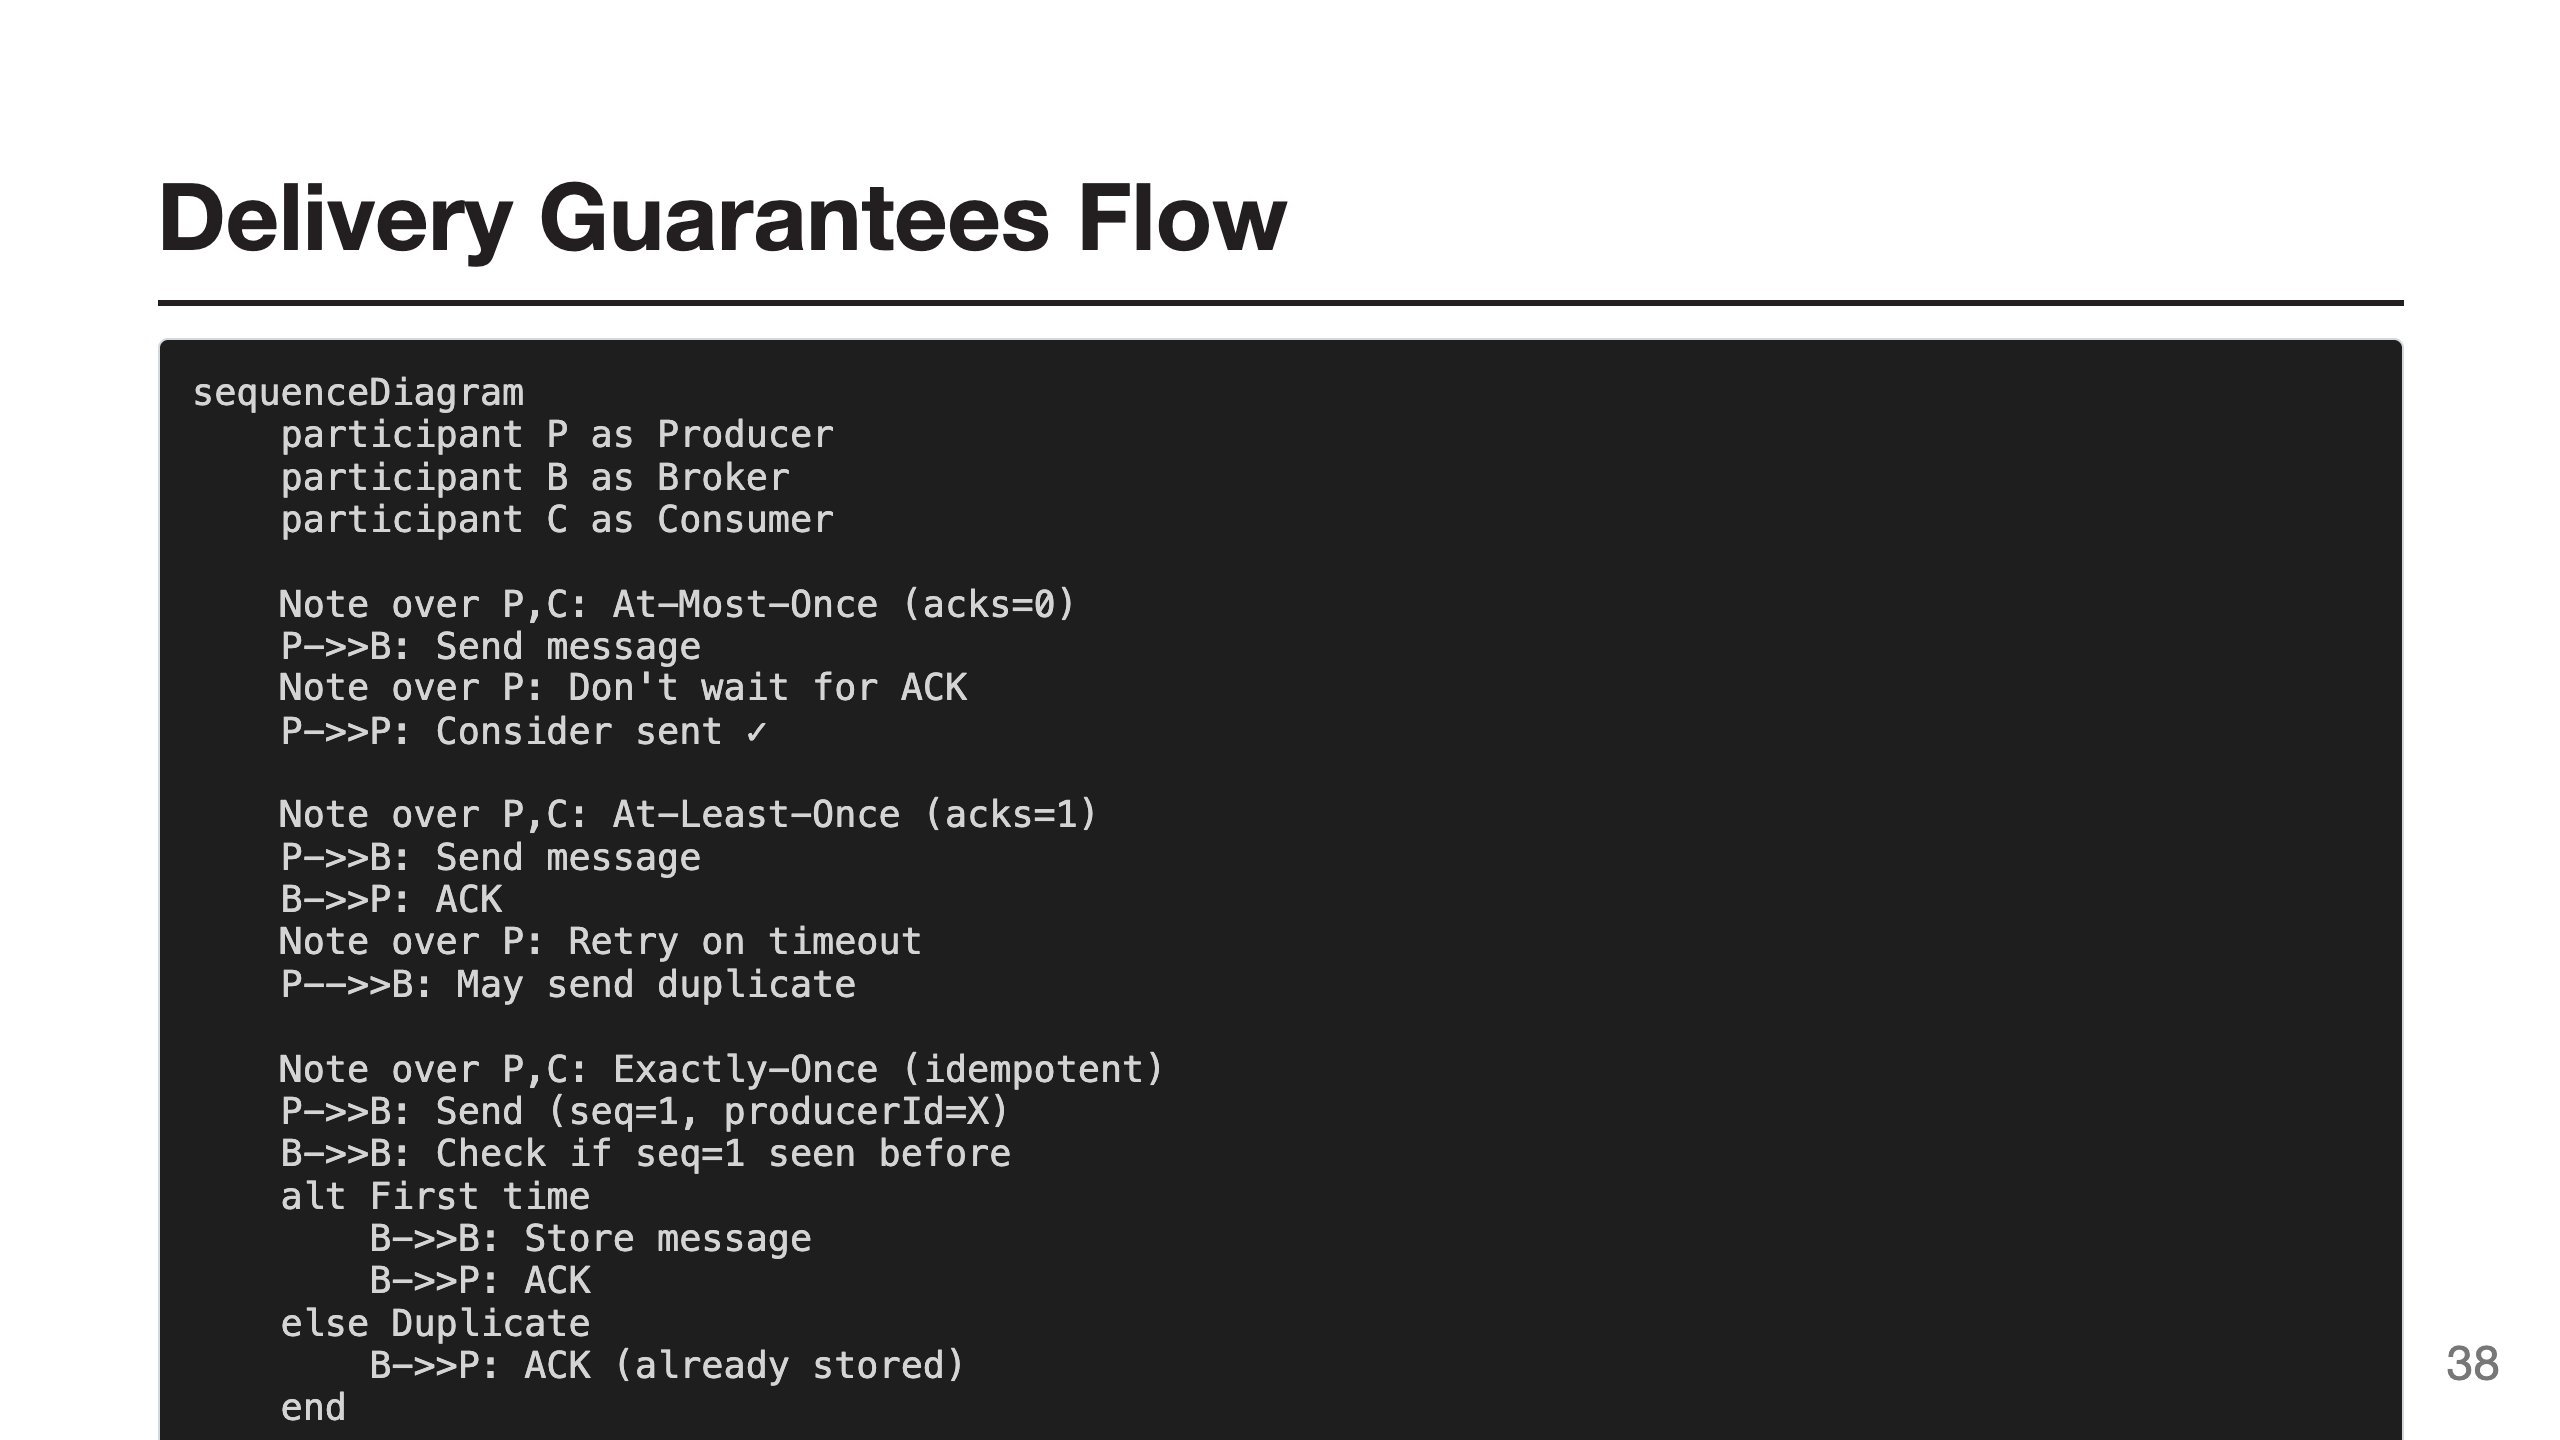 Delivery Guarantees Flow
sequenceDiagram
    participant P as Producer
    participant B as Broker
    participant C as Consumer

    Note over P,C: At-Most-Once (acks=0)
    P->>B: Send message
    Note over P: Don't wait for ACK
    P->>P: Consider sent ✓

    Note over P,C: At-Least-Once (acks=1)
    P->>B: Send message
    B->>P: ACK
    Note over P: Retry on timeout
    P-->>B: May send duplicate

    Note over P,C: Exactly-Once (idempotent)
    P->>B: Send (seq=1, producerId=X)
    B->>B: Check if seq=1 seen before
    alt First time
        B->>B: Store message
        B->>P: ACK
    else Duplicate
        B->>P: ACK (already stored)
    end
38